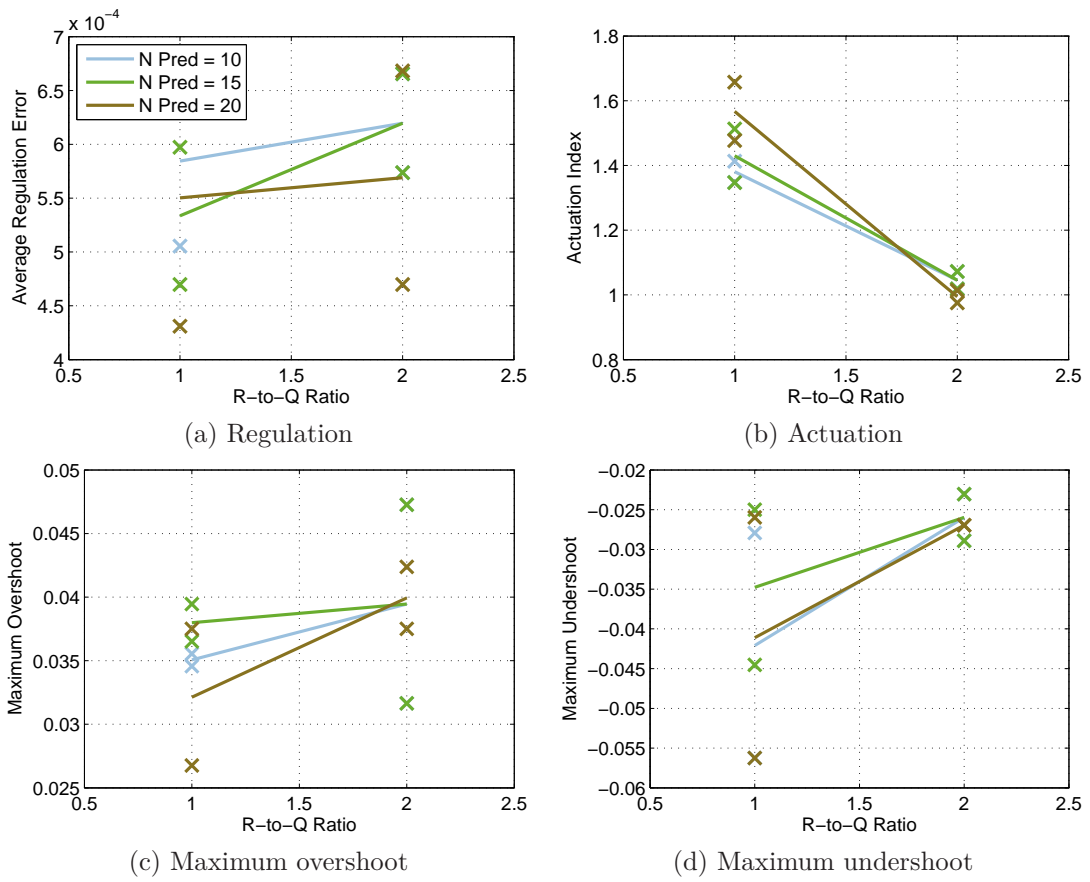 x 10⁻⁴
7
6.5
6
5.5
5
4.5
4
0.5 1 1.5 2 2.5
Average Regulation Error
R−to−Q Ratio
N Pred = 10
N Pred = 15
N Pred = 20
(a) Regulation
1.8
1.6
1.4
1.2
1
0.8
0.5 1 1.5 2 2.5
Actuation Index
R−to−Q Ratio
(b) Actuation
0.05
0.045
0.04
0.035
0.03
0.025
0.5 1 1.5 2 2.5
Maximum Overshoot
R−to−Q Ratio
(c) Maximum overshoot
−0.02
−0.025
−0.03
−0.035
−0.04
−0.045
−0.05
−0.055
−0.06
0.5 1 1.5 2 2.5
Maximum Undershoot
R−to−Q Ratio
(d) Maximum undershoot